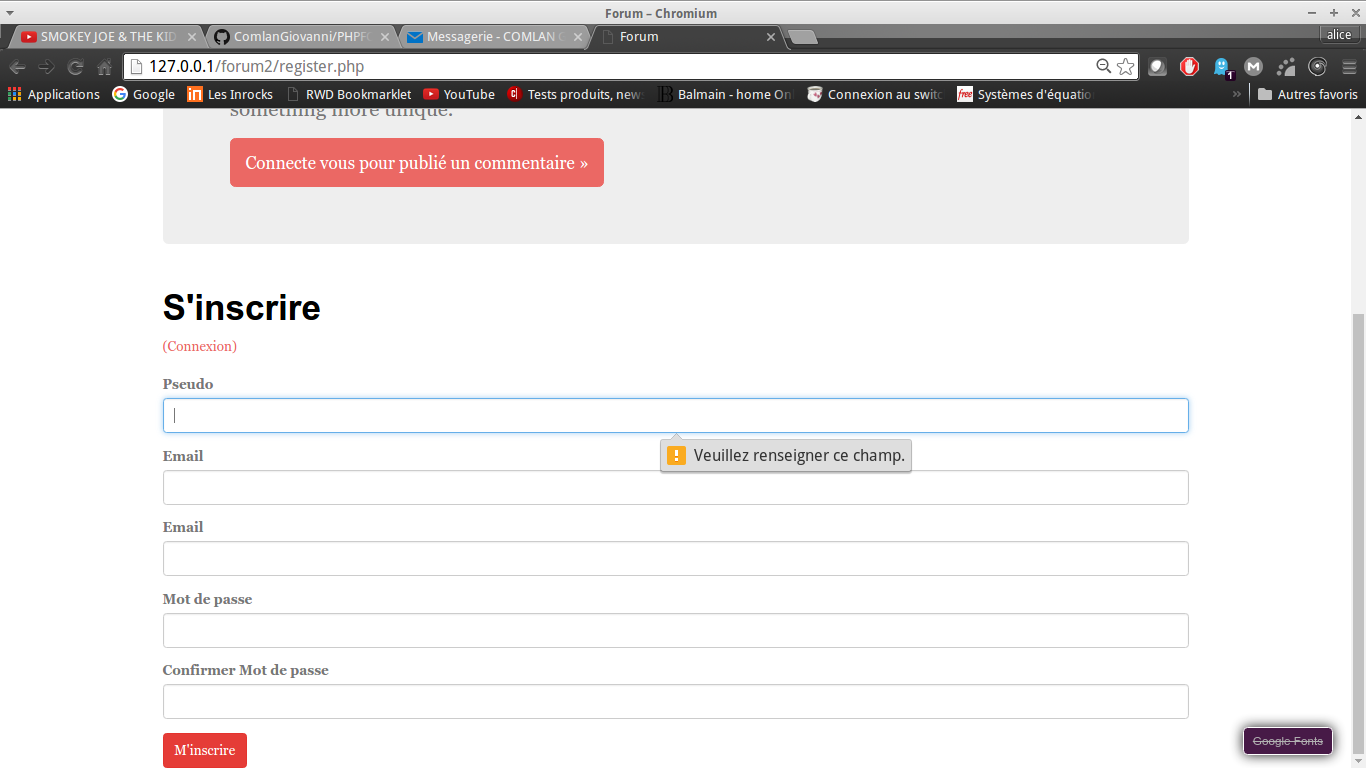 Forum – Chromium
SMOKEY JOE & THE KID
ComlanGiovanni/PHPF
Messagerie - COMLAN
Forum
alice
127.0.0.1/forum2/register.php
1
Applications
Google
Les Inrocks
RWD Bookmarklet
YouTube
Tests produits, new
Balmain - home On
Connexion au switc
free
Systèmes d'équatio
»
Autres favoris
something more unique.
Connecte vous pour publié un commentaire »
S'inscrire
(Connexion)
Pseudo
Veuillez renseigner ce champ.
Email
Email
Mot de passe
Confirmer Mot de passe
M'inscrire
Google Fonts